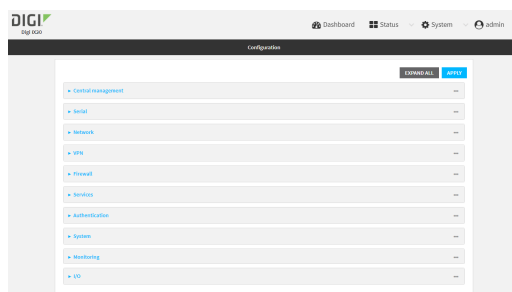 DIGI
Digi IX20
Dashboard
Status
System
admin
Configuration
EXPAND ALL
APPLY
Central management
Serial
Network
VPN
Firewall
Services
Authentication
System
Monitoring
I/O